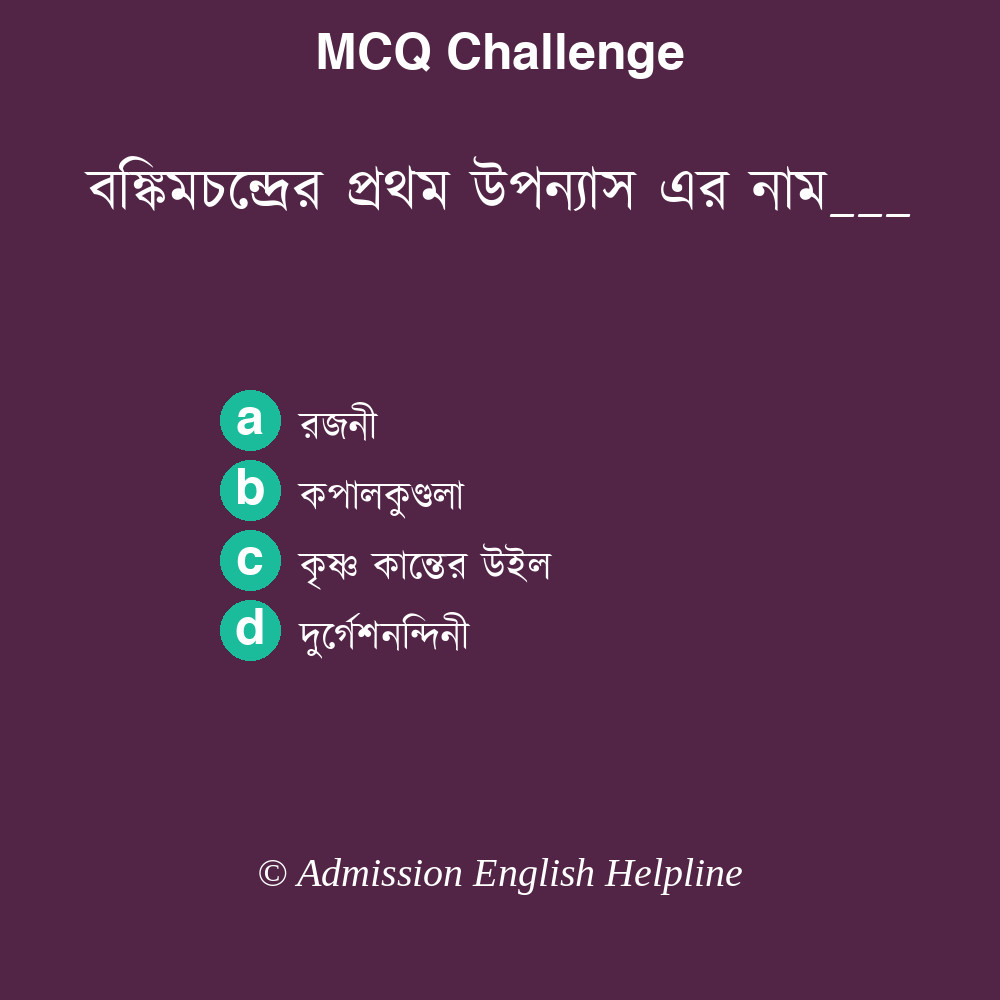 MCQ Challenge
বঙ্কিমচন্দ্রের প্রথম উপন্যাস এর নাম___
a রজনী
b কপালকুণ্ডলা
c কৃষ্ণ কান্তের উইল
d দুর্গেশনন্দিনী
© Admission English Helpline